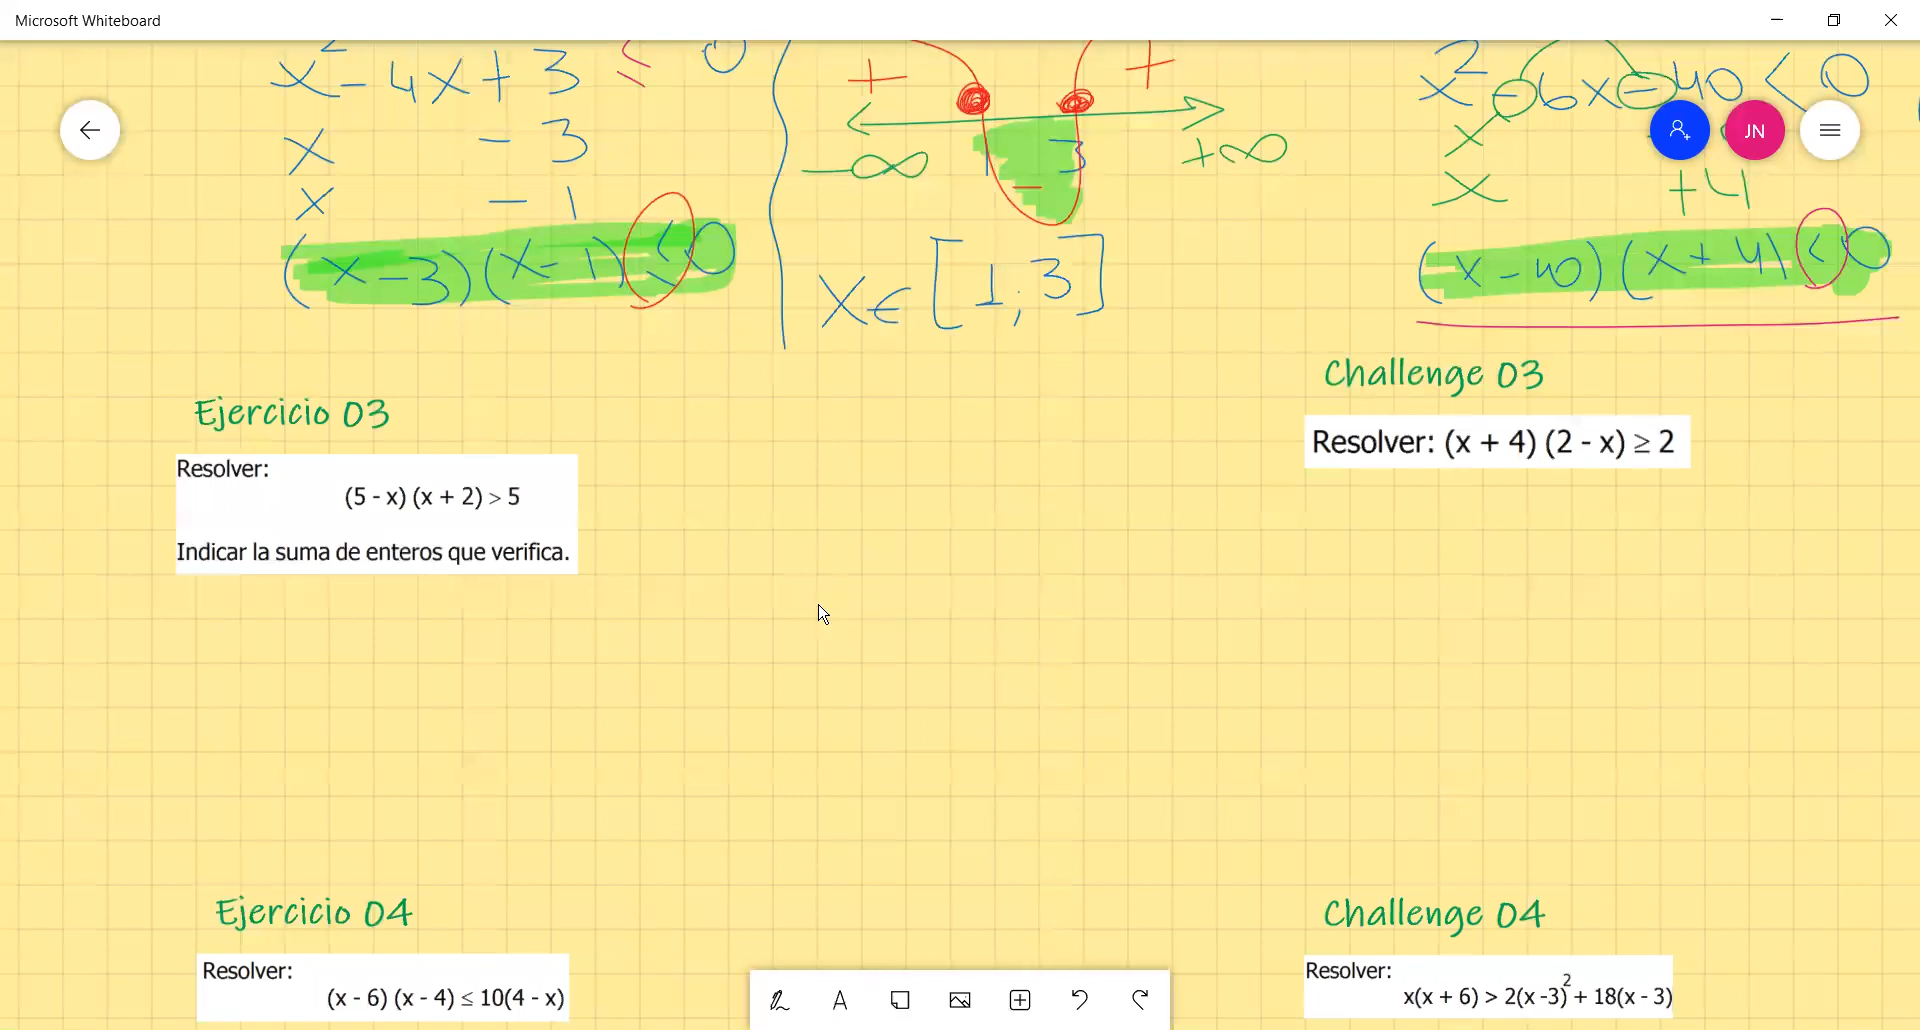 Microsoft Whiteboard
x² - 4x + 3 ≤ 0
x - 3
x - 1
(x - 3)(x - 1) ≤ 0
+ +
-∞ 1 3 +∞
−
X ∈ [1; 3]
x² - 6x - 40 < 0
x
x +4
(x - 40)(x + 4) < 0
JN
Ejercicio 03
Resolver:
(5 - x) (x + 2) > 5
Indicar la suma de enteros que verifica.
Challenge 03
Resolver: (x + 4) (2 - x) ≥ 2
Ejercicio 04
Resolver:
(x - 6) (x - 4) ≤ 10(4 - x)
Challenge 04
Resolver:
x(x + 6) > 2(x -3)² + 18(x - 3)
A